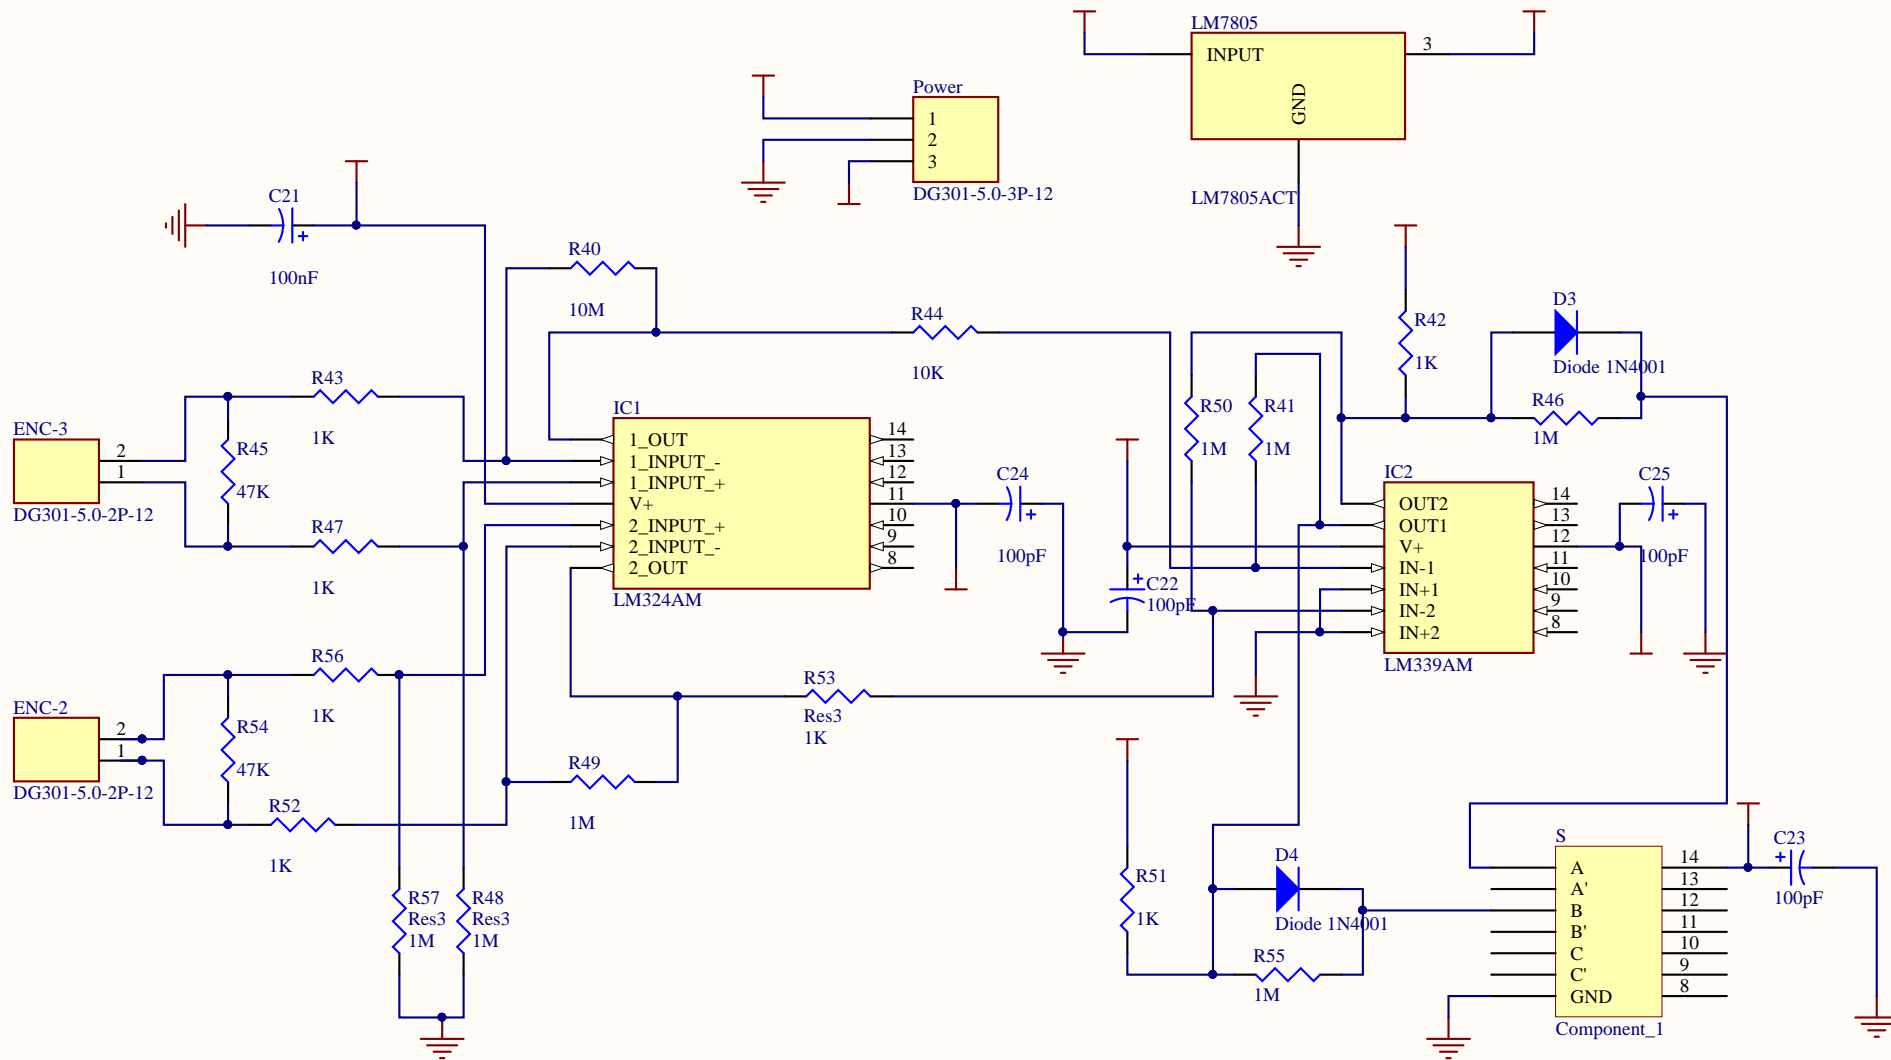 LM7805
INPUT
3
GND
LM7805ACT
Power
1
2
3
DG301-5.0-3P-12
C21
+
100nF
R40
10M
R44
10K
R42
1K
D3
Diode 1N4001
R46
1M
R43
1K
ENC-3
2
1
DG301-5.0-2P-12
R45
47K
R47
1K
IC1
1_OUT
1_INPUT_-
1_INPUT_+
V+
2_INPUT_+
2_INPUT_-
2_OUT
14
13
12
11
10
9
8
LM324AM
C24
+
100pF
R50
1M
R41
1M
C22
+
100pF
IC2
OUT2
OUT1
V+
IN-1
IN+1
IN-2
IN+2
14
13
12
11
10
9
8
LM339AM
C25
+
100pF
R56
1K
ENC-2
2
1
DG301-5.0-2P-12
R54
47K
R52
1K
R53
Res3
1K
R49
1M
R57
Res3
1M
R48
Res3
1M
R51
1K
D4
Diode 1N4001
R55
1M
S
A
A'
B
B'
C
C'
GND
14
13
12
11
10
9
8
Component_1
C23
+
100pF